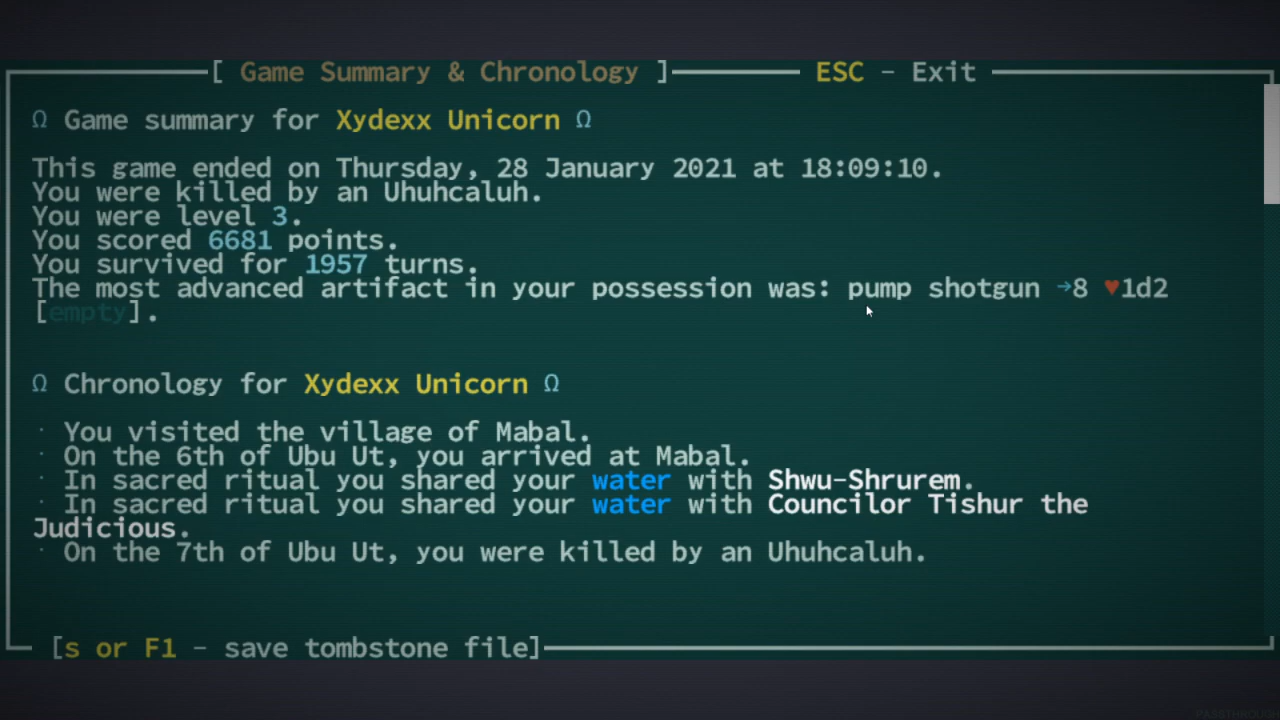 [ Game Summary & Chronology ] ESC - Exit
Ω Game summary for Xydexx Unicorn Ω
This game ended on Thursday, 28 January 2021 at 18:09:10.
You were killed by an Uhuhcaluh.
You were level 3.
You scored 6681 points.
You survived for 1957 turns.
The most advanced artifact in your possession was: pump shotgun →8 ♥1d2
[empty].
Ω Chronology for Xydexx Unicorn Ω
· You visited the village of Mabal.
· On the 6th of Ubu Ut, you arrived at Mabal.
· In sacred ritual you shared your water with Shwu-Shrurem.
· In sacred ritual you shared your water with Councilor Tishur the
Judicious.
· On the 7th of Ubu Ut, you were killed by an Uhuhcaluh.
[s or F1 - save tombstone file]